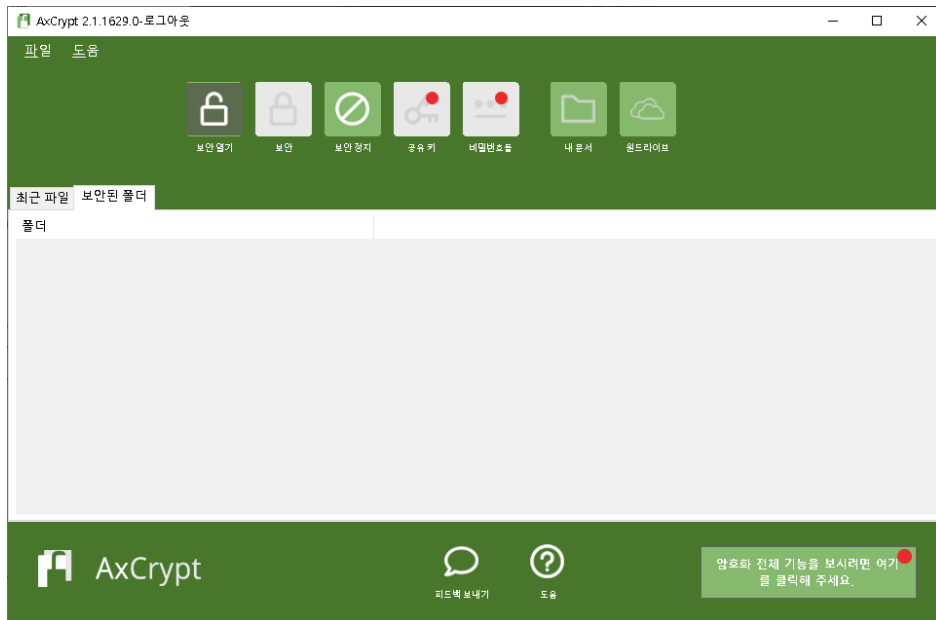 AxCrypt 2.1.1629.0-로그아웃
파일 도움
보안 열기 보안 보안 정지 공유 키 비밀번호들 내 문서 원드라이브
최근 파일 보안된 폴더
폴더
AxCrypt
피드백 보내기 도움
암호화 전체 기능을 보시려면 여기
를 클릭해 주세요.